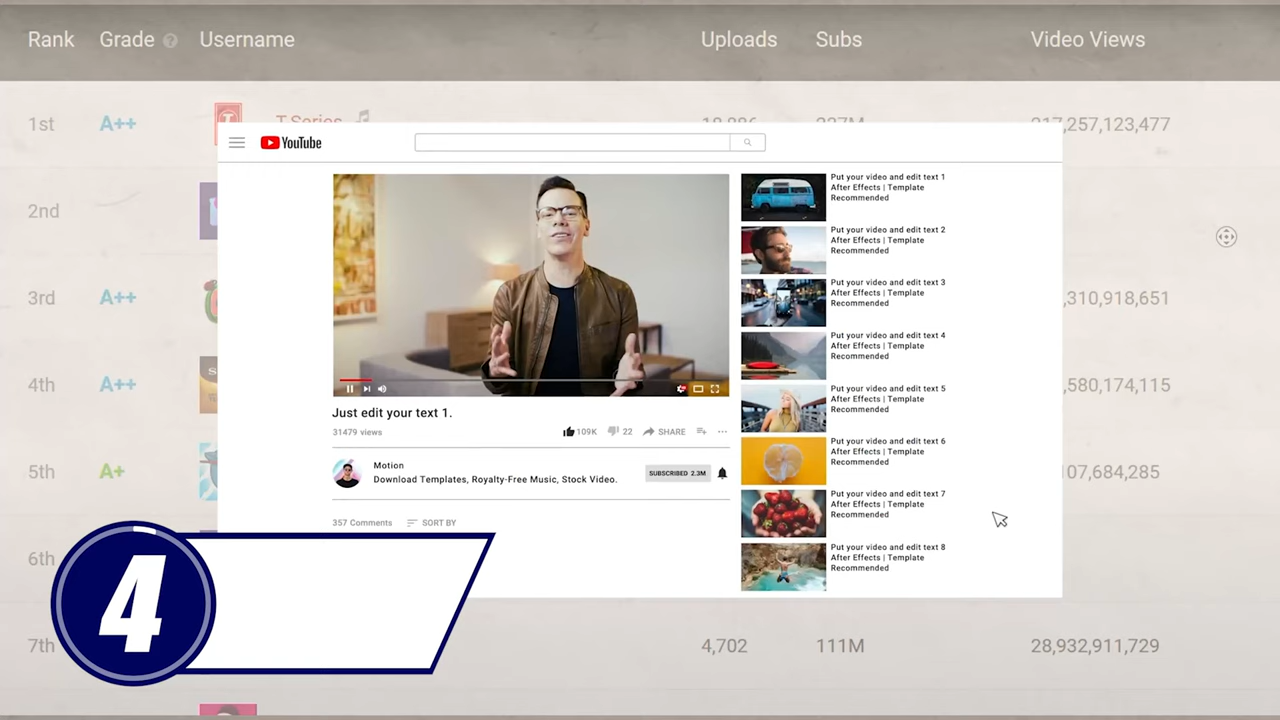 Rank Grade ? Username Uploads Subs Video Views
1st A++ T-Series 217,257,123,477
YouTube
2nd
3rd A++ ,310,918,651
4th A++ ,580,174,115
5th A+ 07,684,285
6th
7th 4,702 111M 28,932,911,729
Put your video and edit text 1
After Effects | Template
Recommended
Put your video and edit text 2
After Effects | Template
Recommended
Put your video and edit text 3
After Effects | Template
Recommended
Put your video and edit text 4
After Effects | Template
Recommended
Put your video and edit text 5
After Effects | Template
Recommended
Put your video and edit text 6
After Effects | Template
Recommended
Put your video and edit text 7
After Effects | Template
Recommended
Put your video and edit text 8
After Effects | Template
Recommended
Just edit your text 1.
31479 views 109K 22 SHARE
Motion
Download Templates, Royalty-Free Music, Stock Video.
SUBSCRIBED 2.3M
357 Comments SORT BY
4